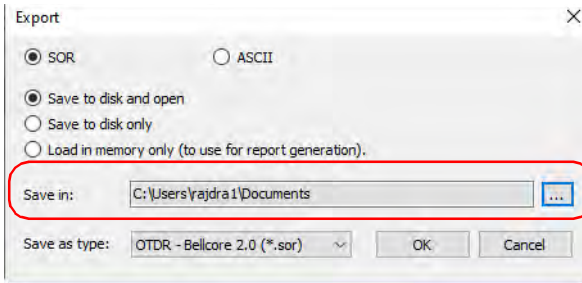 Export
SOR ASCII
Save to disk and open
Save to disk only
Load in memory only (to use for report generation).
Save in: C:\Users\rajdra1\Documents ...
Save as type: OTDR - Bellcore 2.0 (*.sor) OK Cancel